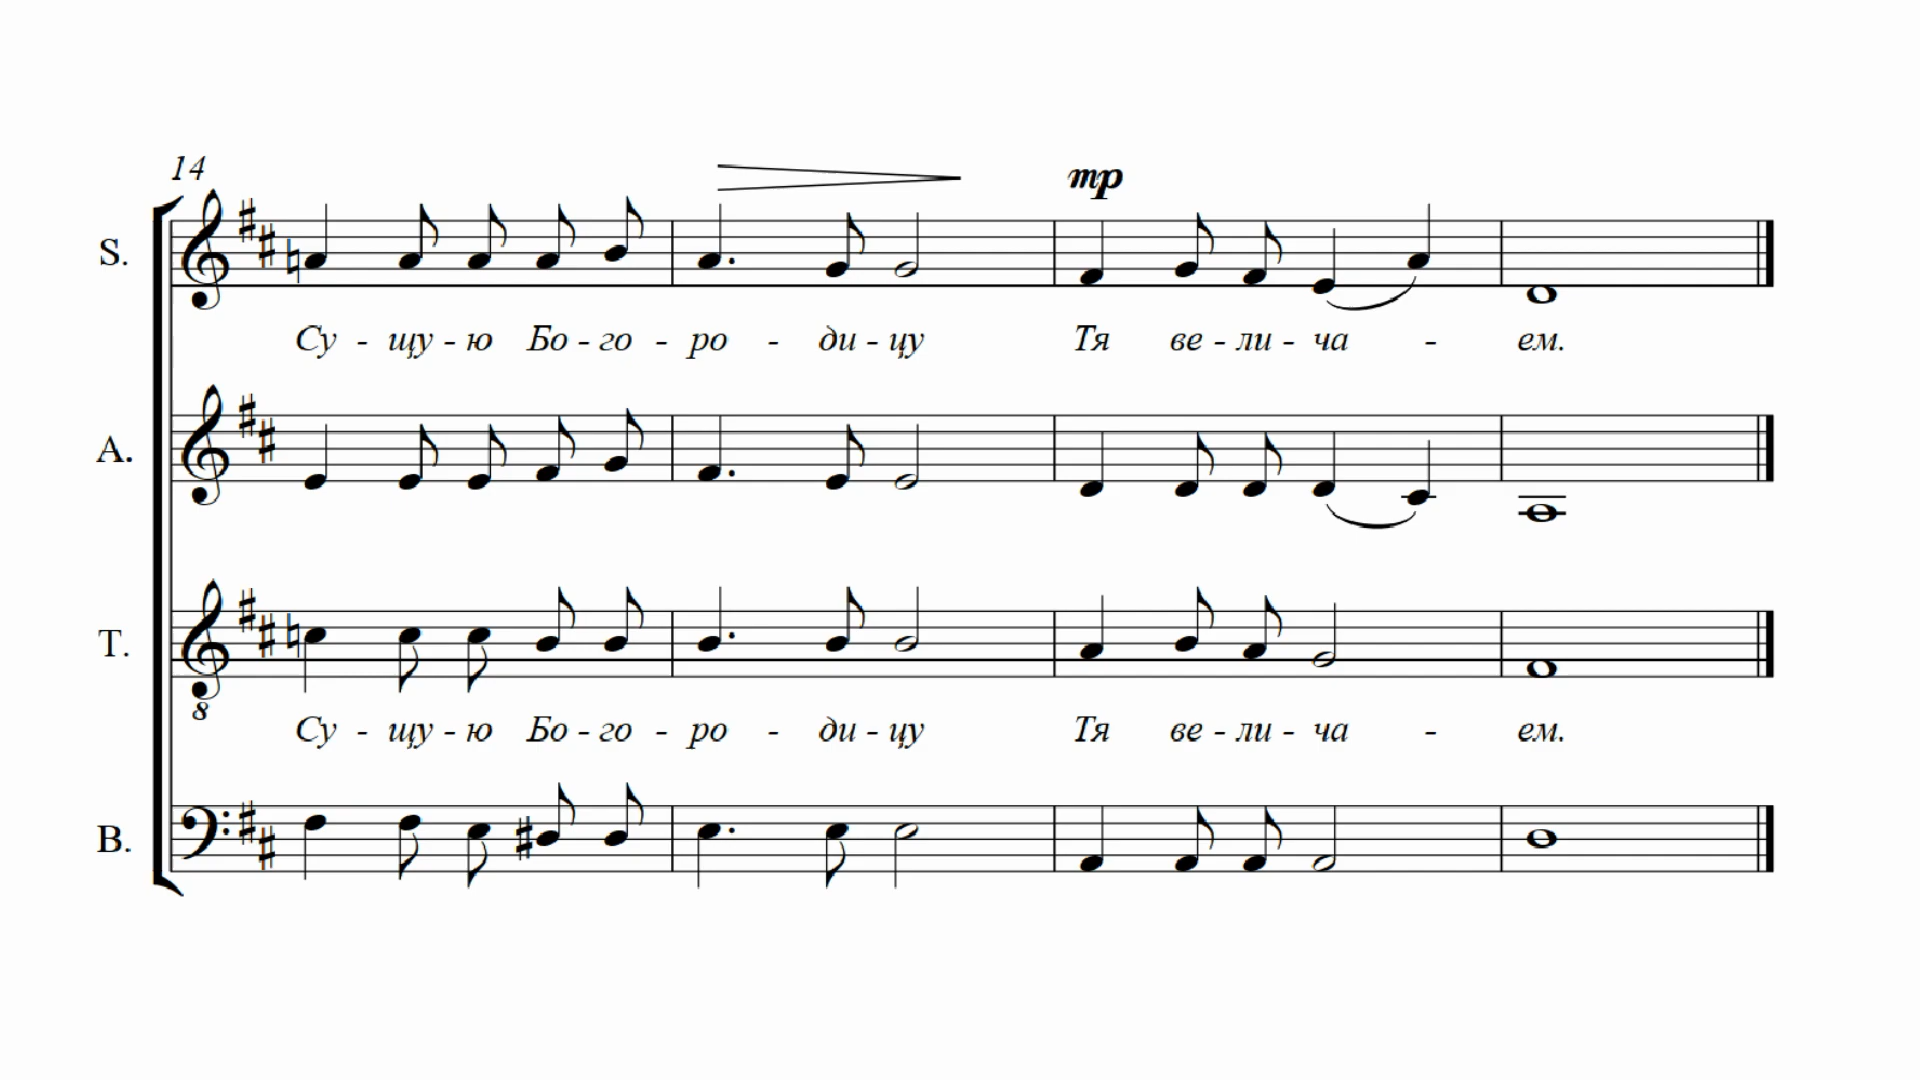 14
mp
S.
Су - щу - ю Бо - го - ро - ди - цу Тя ве - ли - ча - ем.
A.
T.
8
Су - щу - ю Бо - го - ро - ди - цу Тя ве - ли - ча - ем.
B.